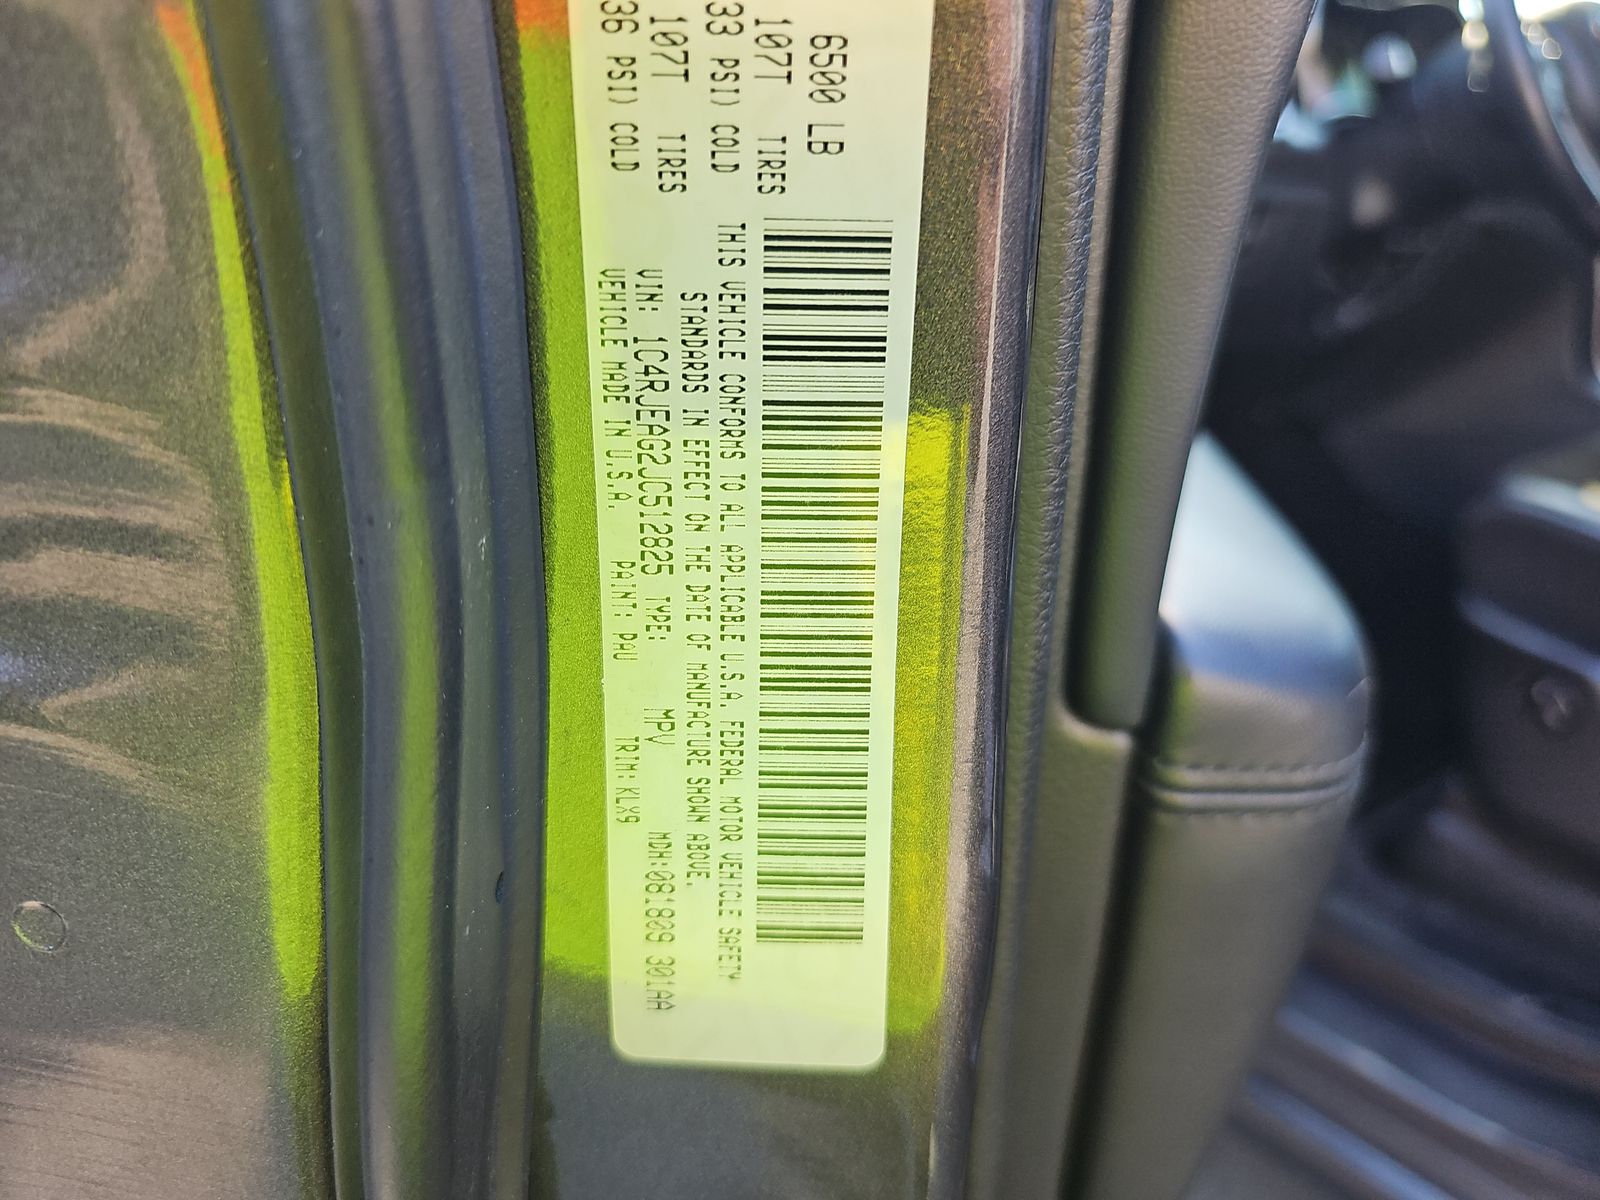 6500 LB
107T TIRES
33 PSI) COLD
107T TIRES
36 PSI) COLD
THIS VEHICLE CONFORMS TO ALL APPLICABLE U.S.A. FEDERAL MOTOR VEHICLE SAFETY
STANDARDS IN EFFECT ON THE DATE OF MANUFACTURE SHOWN ABOVE.
VIN: 1C4RJEAG2JC512825 TYPE: MPV MDH:081809 301AA
VEHICLE MADE IN U.S.A. PAINT: PAU TRIM: KLX9